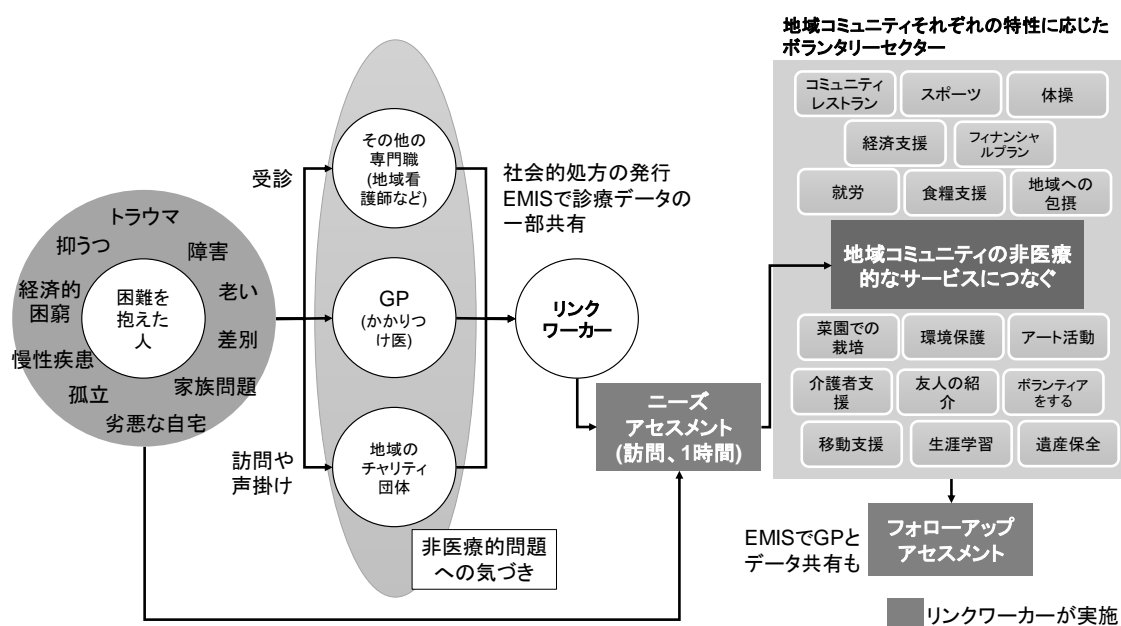 地域コミュニティそれぞれの特性に応じた
ボランタリーセクター
コミュニティ
レストラン
スポーツ
体操
経済支援
フィナンシャ
ルプラン
就労
食糧支援
地域への
包摂
地域コミュニティの非医療
的なサービスにつなぐ
菜園での
栽培
環境保護
アート活動
介護者支
援
友人の紹
介
ボランティア
をする
移動支援
生涯学習
遺産保全
その他の
専門職
(地域看
護師など)
受診
社会的処方の発行
EMISで診療データの
一部共有
トラウマ
抑うつ
障害
経済的
困窮
老い
困難を
抱えた
人
差別
慢性疾患
家族問題
孤立
劣悪な自宅
GP
(かかりつ
け医)
リンク
ワーカー
ニーズ
アセスメント
(訪問、1時間)
訪問や
声掛け
地域の
チャリティ
団体
非医療的問題
への気づき
EMISでGPと
データ共有も
フォローアップ
アセスメント
リンクワーカーが実施